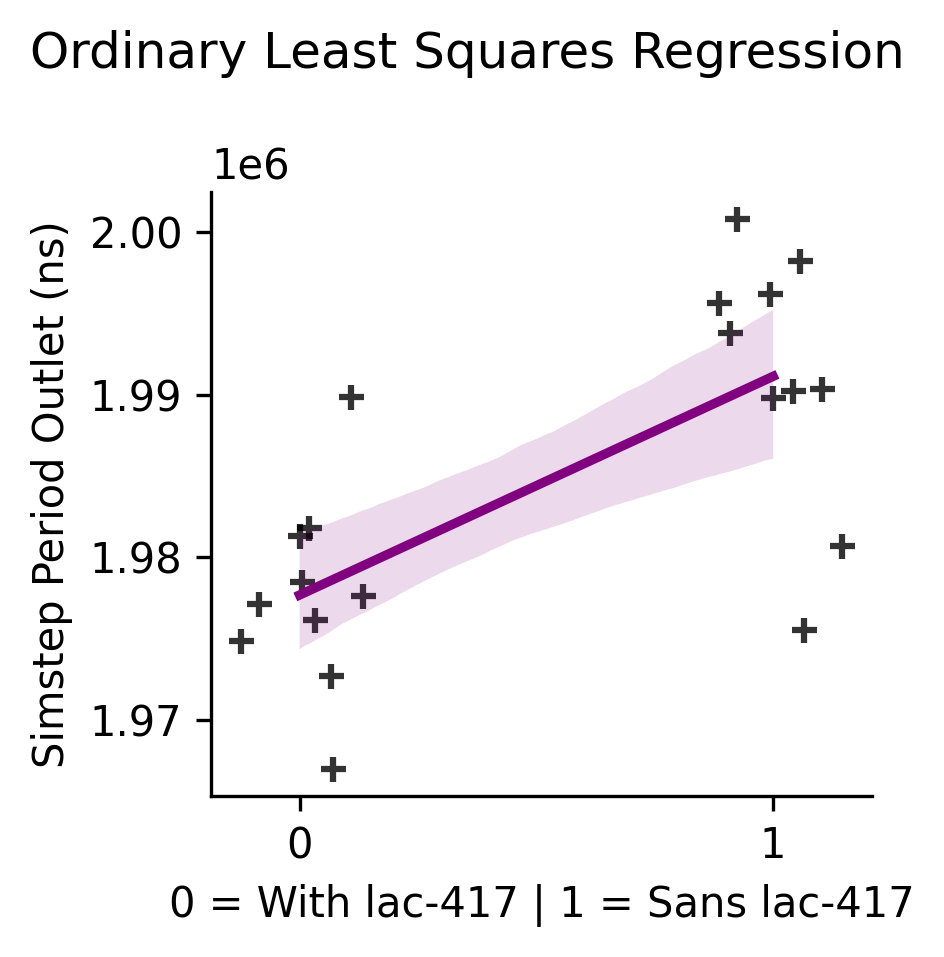 Ordinary Least Squares Regression
1e6
2.00
1.99
1.98
1.97
Simstep Period Outlet (ns)
0 1
0 = With lac-417 | 1 = Sans lac-417